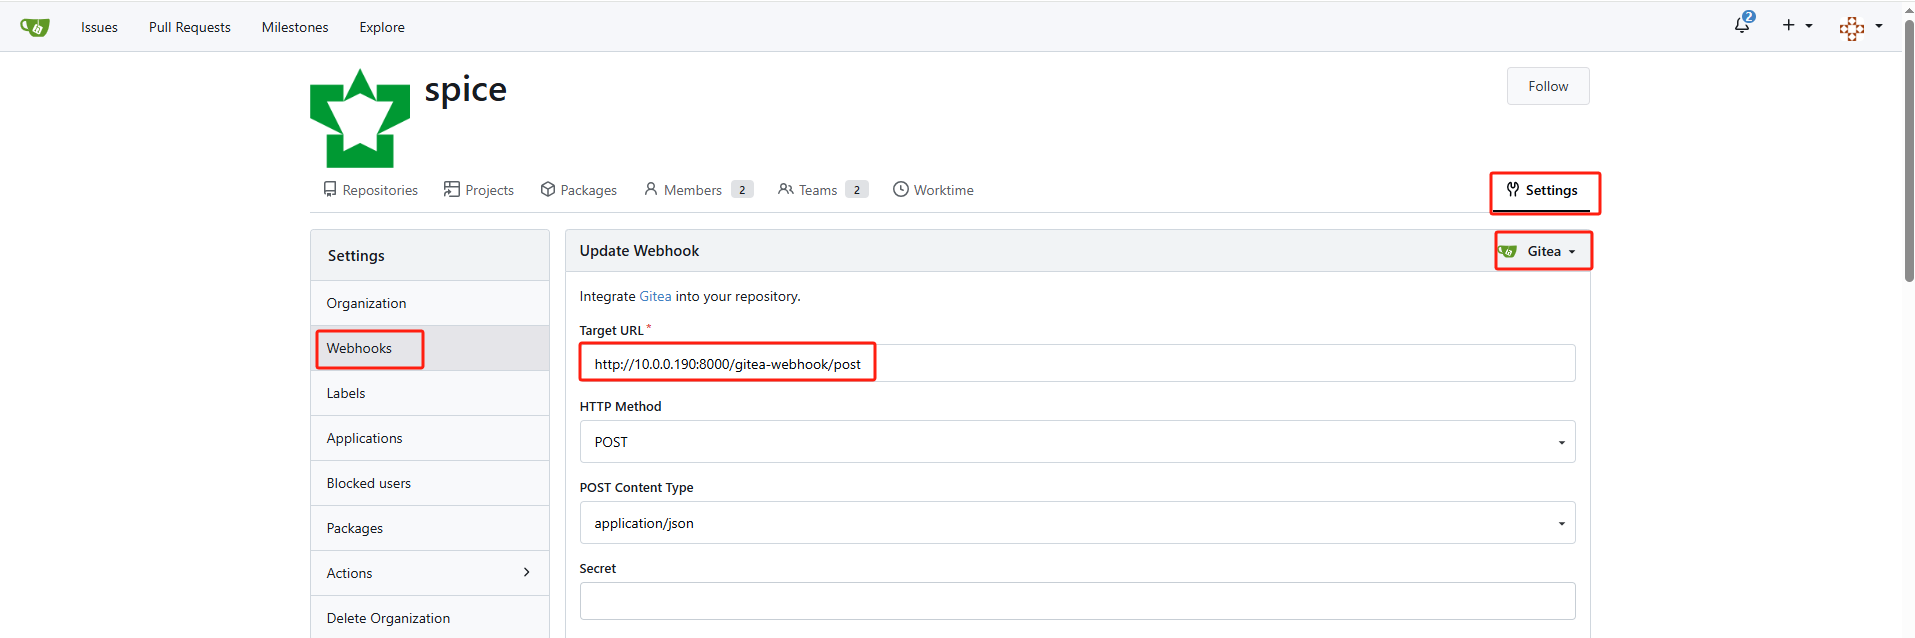 Issues Pull Requests Milestones Explore 2
spice
Follow
Repositories Projects Packages Members 2 Teams 2 Worktime Settings
Settings
Organization
Webhooks
Labels
Applications
Blocked users
Packages
Actions
Delete Organization
Update Webhook Gitea
Integrate Gitea into your repository.
Target URL *
http://10.0.0.190:8000/gitea-webhook/post
HTTP Method
POST
POST Content Type
application/json
Secret